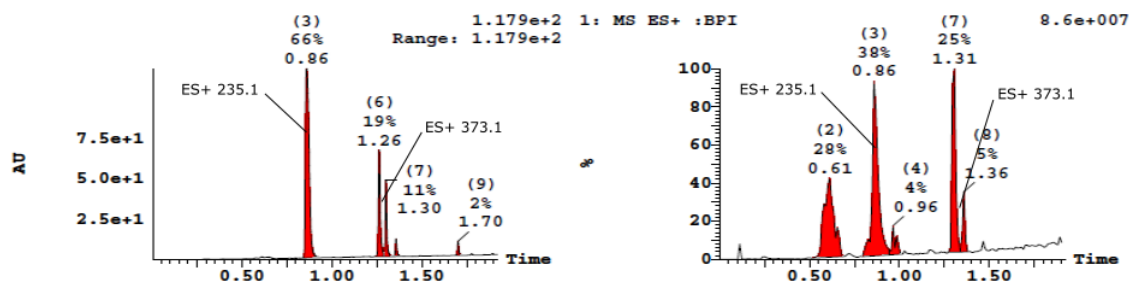 1.179e+2
Range: 1.179e+2
(3)
66%
0.86
ES+ 235.1
(6)
19%
1.26
ES+ 373.1
(7)
11%
1.30
(9)
2%
1.70
7.5e+1
5.0e+1
2.5e+1
AU
0.50
1.00
1.50
Time
1: MS ES+ :BPI
8.6e+007
(7)
25%
1.31
(3)
38%
0.86
ES+ 235.1
ES+ 373.1
(2)
28%
0.61
(8)
5%
1.36
(4)
4%
0.96
100
80
60
40
20
0
%
0.50
1.00
1.50
Time